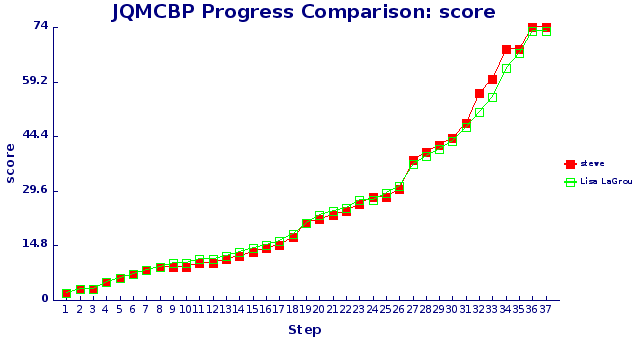 JQMCBP Progress Comparison: score
74
59.2
44.4
29.6
14.8
0
score
1 2 3 4 5 6 7 8 9 10 11 12 13 14 15 16 17 18 19 20 21 22 23 24 25 26 27 28 29 30 31 32 33 34 35 36 37
Step
steve
Lisa LaGrou